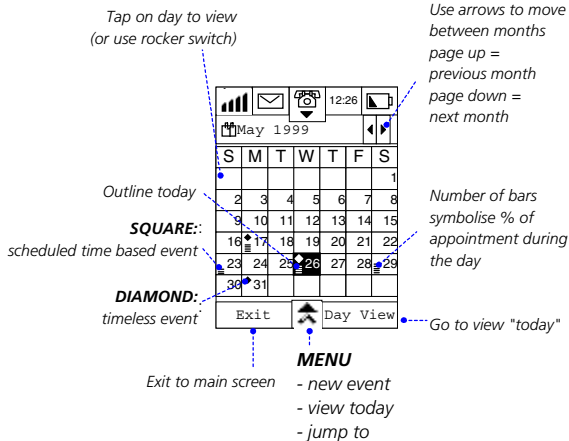 Tap on day to view
(or use rocker switch)
Use arrows to move
between months
page up =
previous month
page down =
next month
12:26
May 1999
S M T W T F S
1
2 3 4 5 6 7 8
9 10 11 12 13 14 15
16 17 18 19 20 21 22
23 24 25 26 27 28 29
30 31
Outline today
SQUARE:
scheduled time based event
DIAMOND:
timeless event
Number of bars
symbolise % of
appointment during
the day
Exit Day View
Go to view "today"
Exit to main screen
MENU
- new event
- view today
- jump to